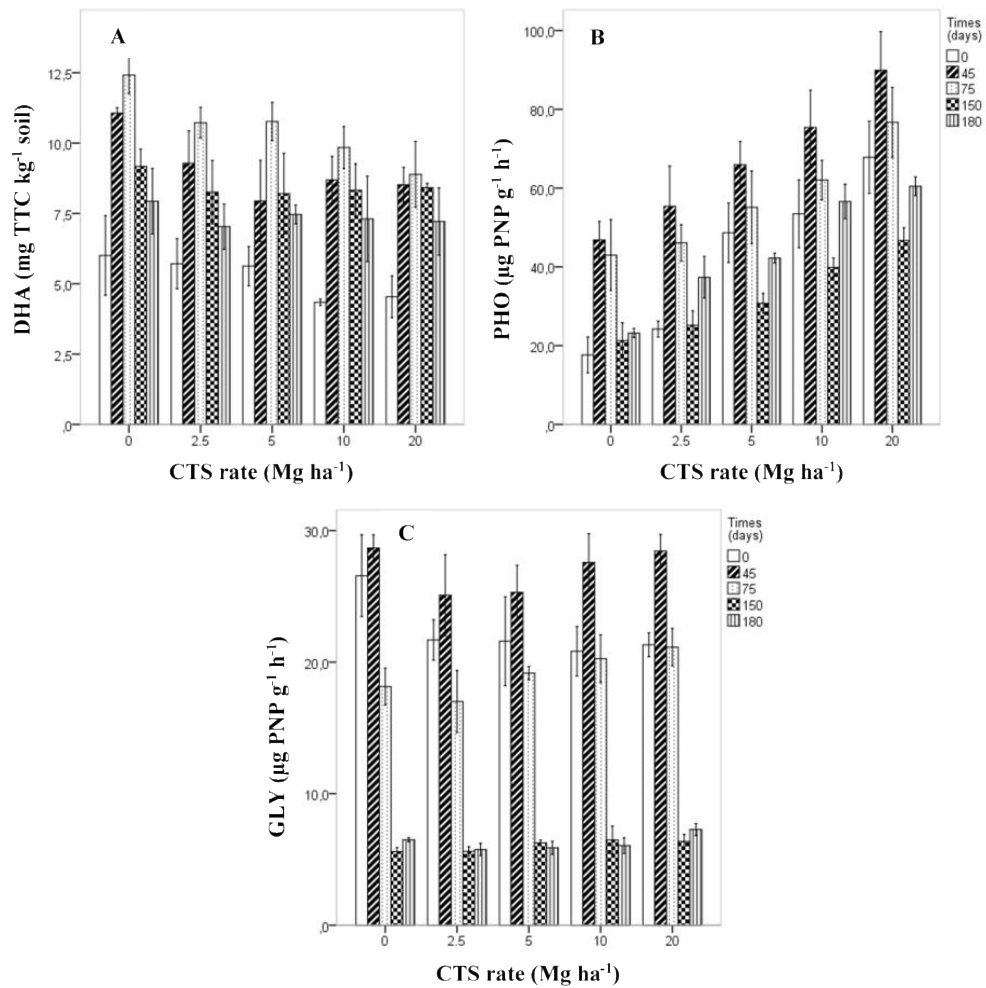 A
DHA (mg TTC kg⁻¹ soil)
12,5
10,0
7,5
5,0
2,5
,0
0 2.5 5 10 20
CTS rate (Mg ha⁻¹)
B
PHO (µg PNP g⁻¹ h⁻¹)
100,0
80,0
60,0
40,0
20,0
,0
0 2.5 5 10 20
CTS rate (Mg ha⁻¹)
Times
(days)
0
45
75
150
180
C
GLY (µg PNP g⁻¹ h⁻¹)
30,0
20,0
10,0
,0
0 2.5 5 10 20
CTS rate (Mg ha⁻¹)
Times
(days)
0
45
75
150
180